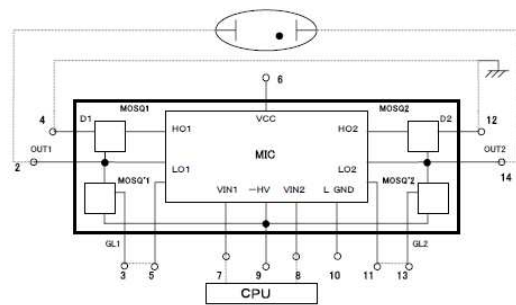 6
MOSQ1
VCC
MOSQ2
4
D1
HO1
HO2
D2
12
OUT1
MIC
OUT2
2
LO1
LO2
14
MOSQ'1
MOSQ'2
VIN1
−HV
VIN2
L GND
GL1
GL2
3
5
7
9
8
10
11
13
CPU